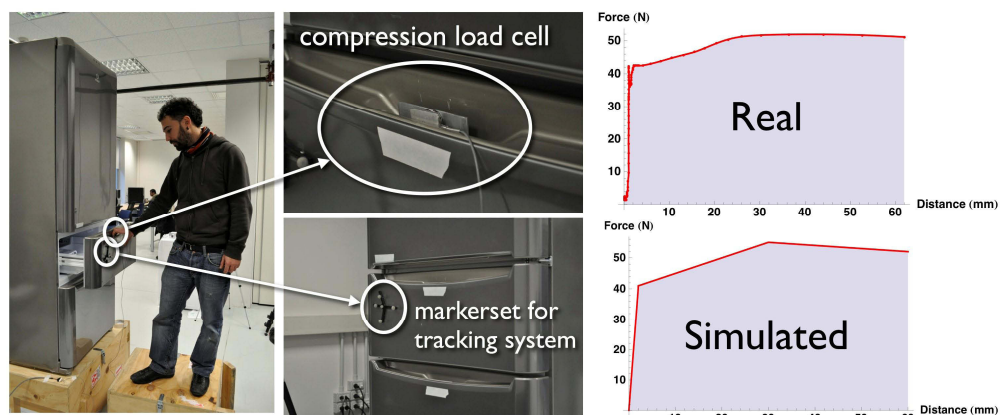 compression load cell
markerset for
tracking system
Force (N)
50
40
30
20
10
Real
10 20 30 40 50 60
Distance (mm)
Force (N)
50
40
30
20
10
Simulated
Distance (mm)